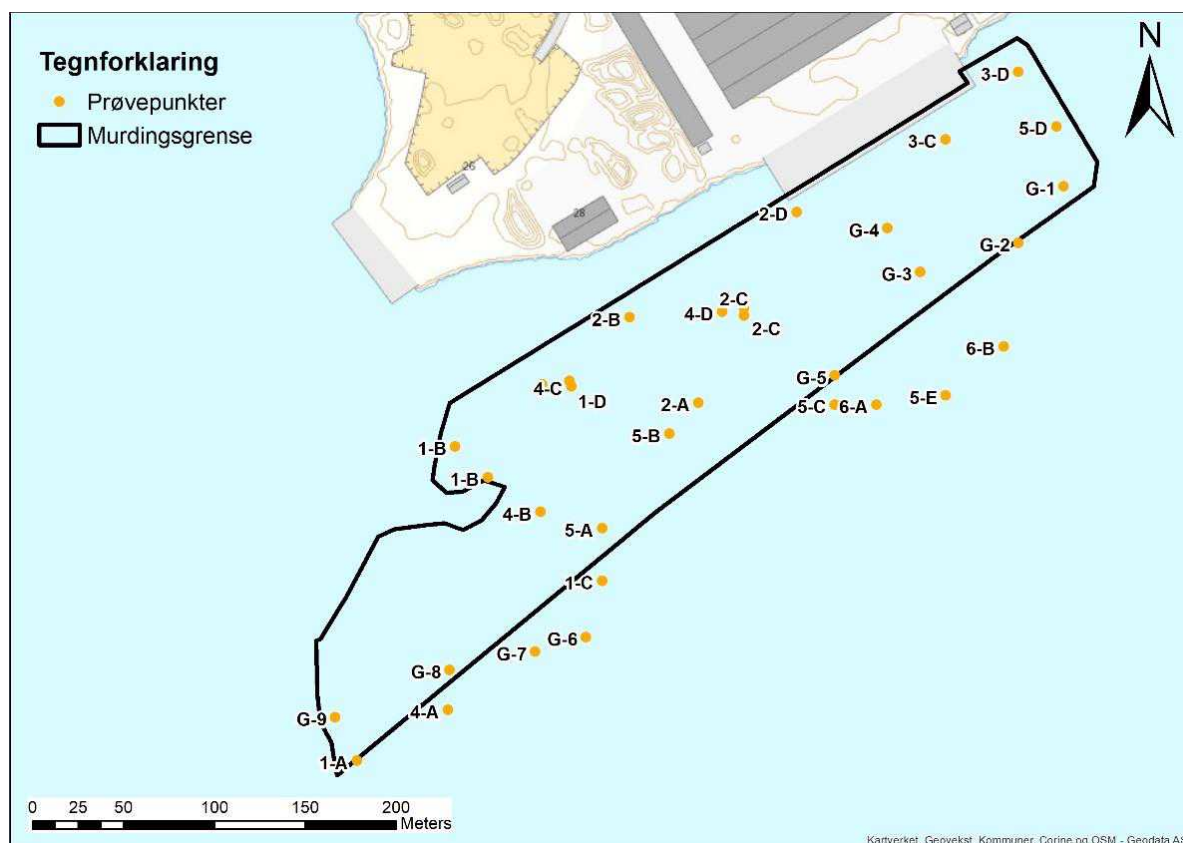 Tegnforklaring
Prøvepunkter
Murdingsgrense
N
3-D
5-D
3-C
26
G-1
28
2-D
G-4
G-2
G-3
2-C
4-D
2-B
2-C
6-B
G-5
4-C
1-D
5-E
2-A
5-C
6-A
5-B
1-B
1-B
4-B
5-A
1-C
G-6
G-7
G-8
4-A
G-9
1-A
0 25 50 100 150 200
Meters
Kartverket, Geovekst, Kommuner, Corine og OSM - Geodata AS